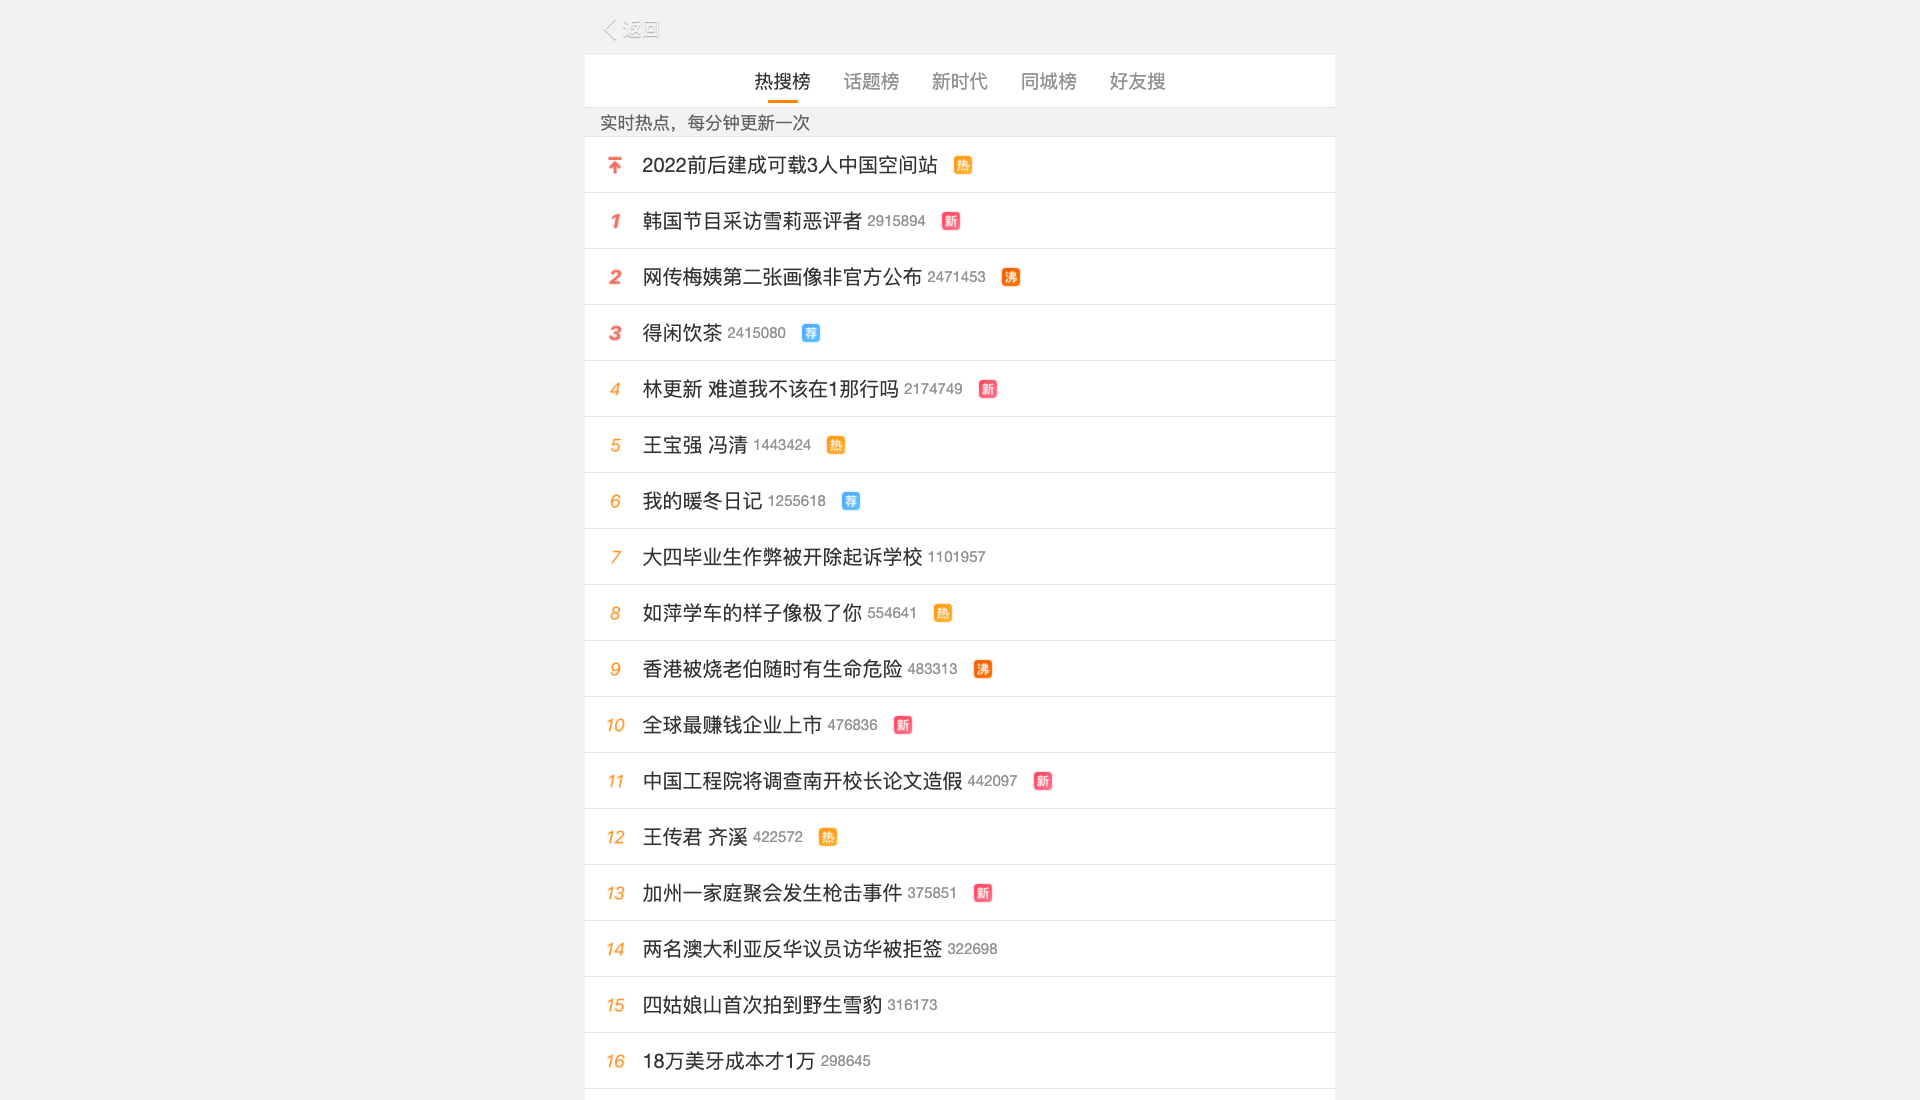 返回
热搜榜 话题榜 新时代 同城榜 好友搜
实时热点，每分钟更新一次
2022前后建成可载3人中国空间站 热
1 韩国节目采访雪莉恶评者 2915894 新
2 网传梅姨第二张画像非官方公布 2471453 沸
3 得闲饮茶 2415080 荐
4 林更新 难道我不该在1那行吗 2174749 新
5 王宝强 冯清 1443424 热
6 我的暖冬日记 1255618 荐
7 大四毕业生作弊被开除起诉学校 1101957
8 如萍学车的样子像极了你 554641 热
9 香港被烧老伯随时有生命危险 483313 沸
10 全球最赚钱企业上市 476836 新
11 中国工程院将调查南开校长论文造假 442097 新
12 王传君 齐溪 422572 热
13 加州一家庭聚会发生枪击事件 375851 新
14 两名澳大利亚反华议员访华被拒签 322698
15 四姑娘山首次拍到野生雪豹 316173
16 18万美牙成本才1万 298645